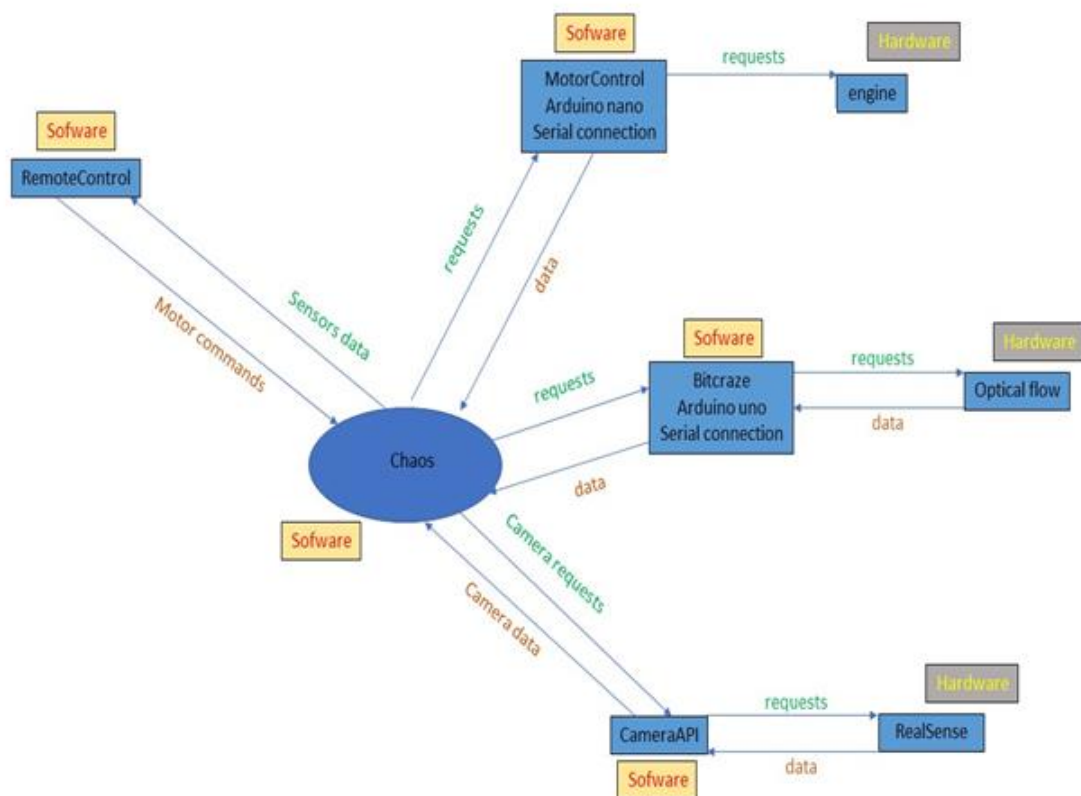 Sofware
MotorControl
Arduino nano
Serial connection
requests
Hardware
engine
Sofware
RemoteControl
requests
data
Sensors data
Motor commands
Sofware
Bitcraze
Arduino uno
Serial connection
requests
Hardware
Optical flow
data
requests
data
Chaos
Sofware
Camera requests
Camera data
CameraAPI
Sofware
requests
Hardware
RealSense
data